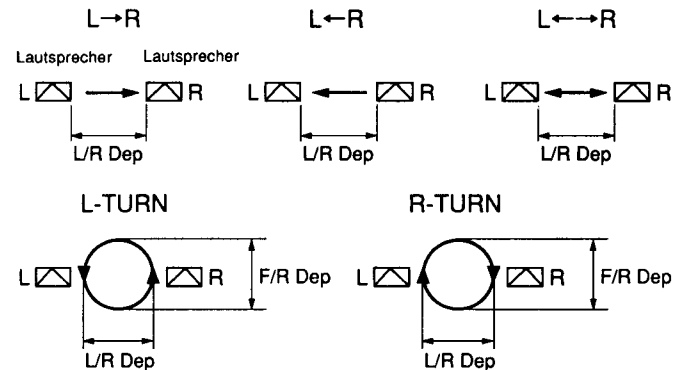 L→R L←R L←→R
Lautsprecher Lautsprecher
L R L R L R
L/R Dep L/R Dep L/R Dep
L-TURN R-TURN
L R F/R Dep L R F/R Dep
L/R Dep L/R Dep